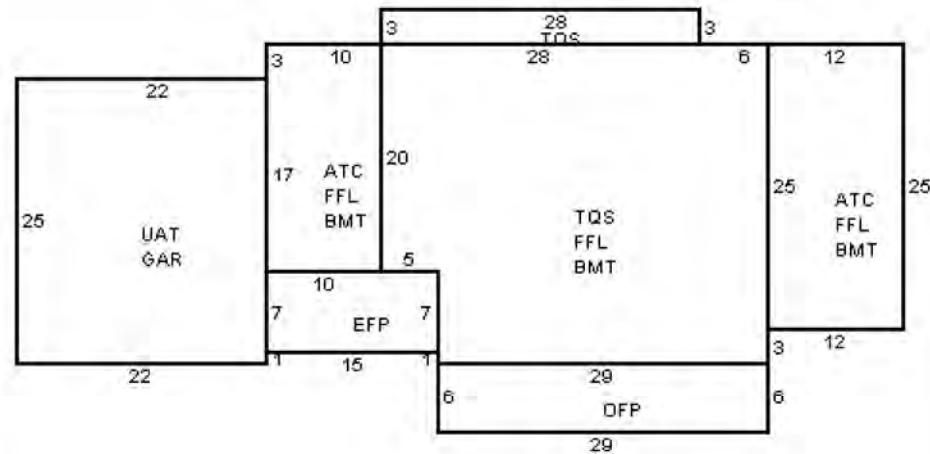 3 28 3
TQS
3 10 28 6 12
22
20
17 ATC
FFL
BMT
25 25
25
ATC
FFL
BMT
UAT
GAR
TQS
FFL
BMT
5
10
7 EFP 7
3 12
1 15 1
22 29
6 OFP 6
29